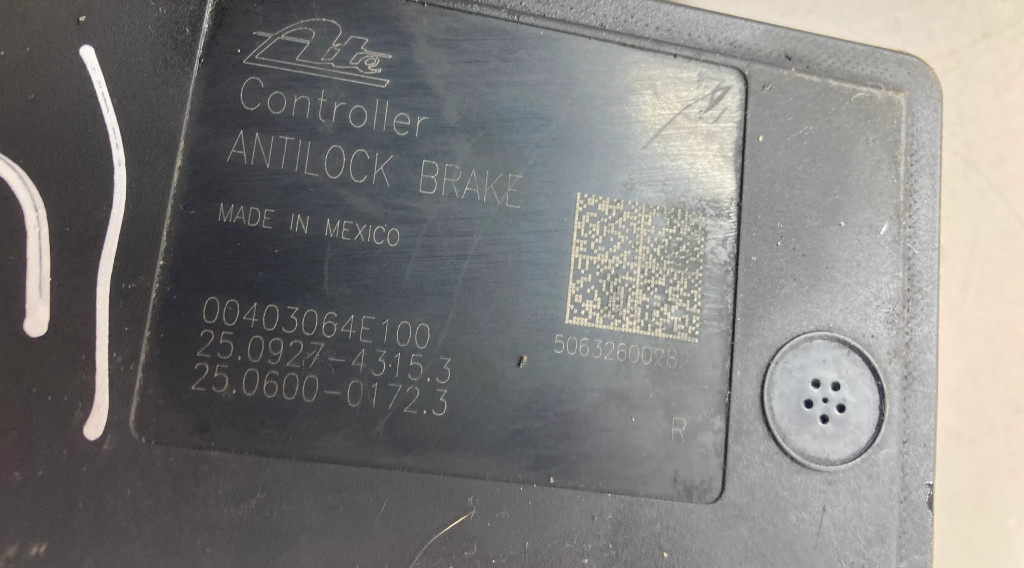 Ate
Controller
ANTILOCK BRAKE
MADE IN MEXICO
00403064E100
25.0927-4315.3
25.0600-0172.3
R